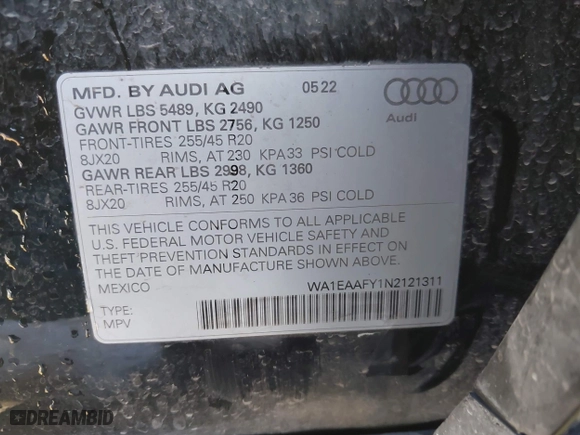 MFD. BY AUDI AG 05 22
GVWR LBS 5489, KG 2490
GAWR FRONT LBS 2756, KG 1250
FRONT-TIRES 255/45 R20
8JX20 RIMS, AT 230 KPA 33 PSI COLD
GAWR REAR LBS 2998, KG 1360
REAR-TIRES 255/45 R20
8JX20 RIMS, AT 250 KPA 36 PSI COLD
Audi
THIS VEHICLE CONFORMS TO ALL APPLICABLE
U.S. FEDERAL MOTOR VEHICLE SAFETY AND
THEFT PREVENTION STANDARDS IN EFFECT ON
THE DATE OF MANUFACTURE SHOWN ABOVE.
MEXICO WA1EAAFY1N2121311
TYPE:
MPV
DREAMBID